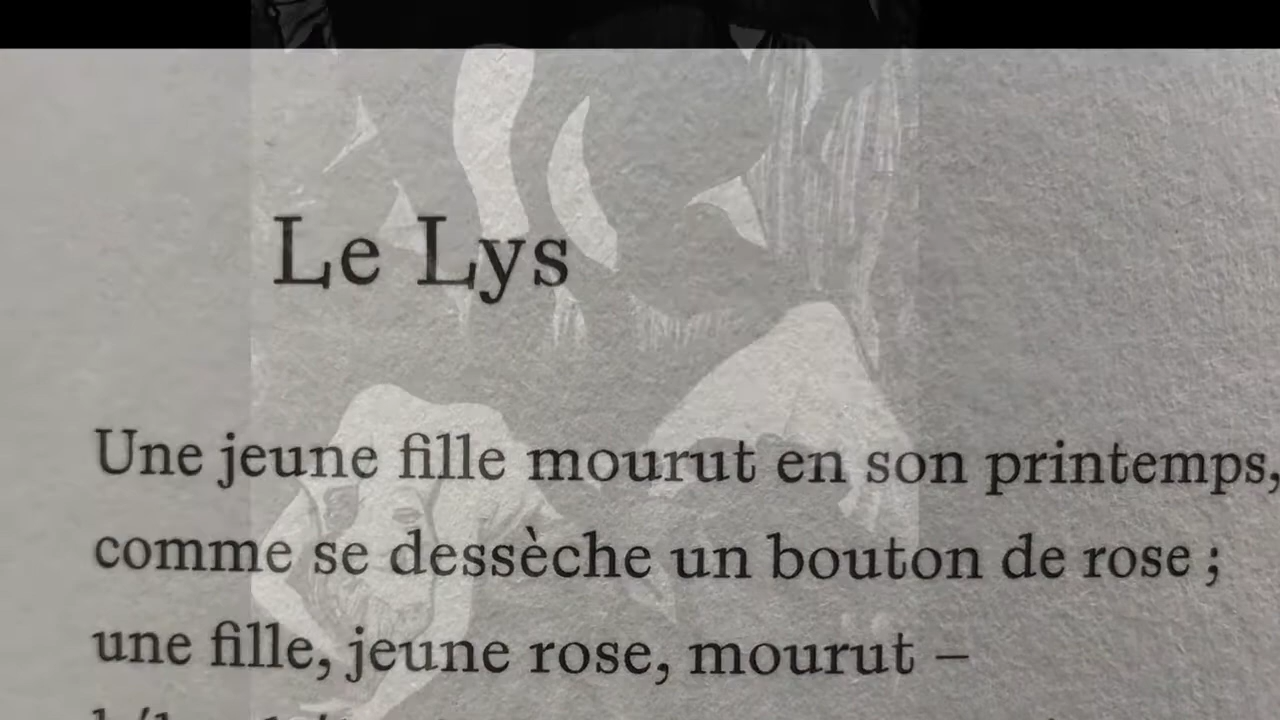 Le Lys
Une jeune fille mourut en son printemps,
comme se dessèche un bouton de rose ;
une fille, jeune rose, mourut –